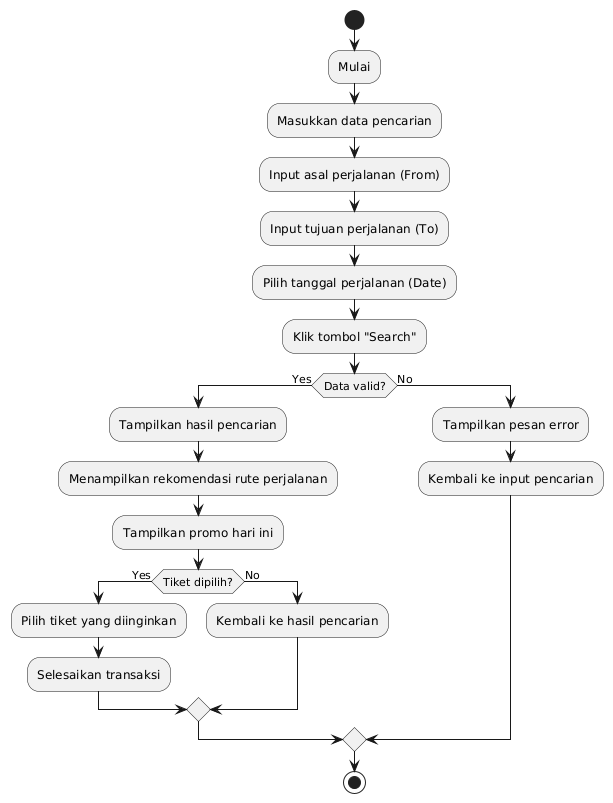 Mulai
Masukkan data pencarian
Input asal perjalanan (From)
Input tujuan perjalanan (To)
Pilih tanggal perjalanan (Date)
Klik tombol "Search"
Yes
Data valid?
No
Tampilkan hasil pencarian
Tampilkan pesan error
Menampilkan rekomendasi rute perjalanan
Kembali ke input pencarian
Tampilkan promo hari ini
Yes
Tiket dipilih?
No
Pilih tiket yang diinginkan
Kembali ke hasil pencarian
Selesaikan transaksi